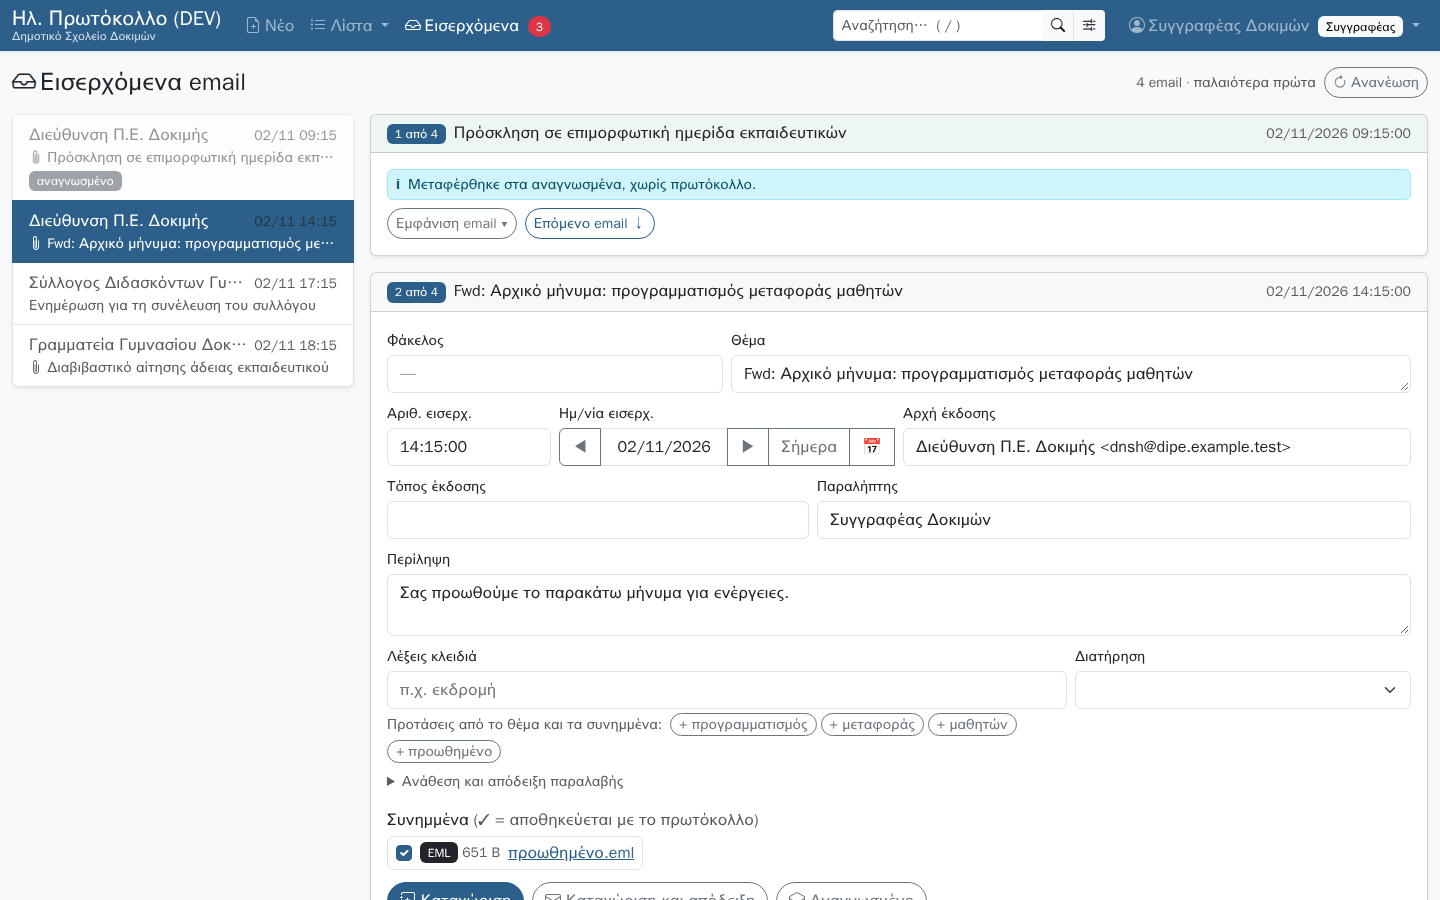 Ηλ. Πρωτόκολλο (DEV)
Δημοτικό Σχολείο Δοκιμών
Νέο
Λίστα
Εισερχόμενα 3
Αναζήτηση… ( / )
Συγγραφέας Δοκιμών Συγγραφέας
Εισερχόμενα email
4 email · παλαιότερα πρώτα
Ανανέωση
Διεύθυνση Π.Ε. Δοκιμής 02/11 09:15
Πρόσκληση σε επιμορφωτική ημερίδα εκπ…
αναγνωσμένο
Διεύθυνση Π.Ε. Δοκιμής 02/11 14:15
Fwd: Αρχικό μήνυμα: προγραμματισμός με…
Σύλλογος Διδασκόντων Γυ… 02/11 17:15
Ενημέρωση για τη συνέλευση του συλλόγου
Γραμματεία Γυμνασίου Δοκ… 02/11 18:15
Διαβιβαστικό αίτησης άδειας εκπαιδευτικού
1 από 4 Πρόσκληση σε επιμορφωτική ημερίδα εκπαιδευτικών 02/11/2026 09:15:00
ℹ Μεταφέρθηκε στα αναγνωσμένα, χωρίς πρωτόκολλο.
Εμφάνιση email ▾ Επόμενο email ↓
2 από 4 Fwd: Αρχικό μήνυμα: προγραμματισμός μεταφοράς μαθητών 02/11/2026 14:15:00
Φάκελος Θέμα
— Fwd: Αρχικό μήνυμα: προγραμματισμός μεταφοράς μαθητών
Αριθ. εισερχ. Ημ/νία εισερχ. Αρχή έκδοσης
14:15:00 ◀ 02/11/2026 ▶ Σήμερα 📅 Διεύθυνση Π.Ε. Δοκιμής <dnsh@dipe.example.test>
Τόπος έκδοσης Παραλήπτης
Συγγραφέας Δοκιμών
Περίληψη
Σας προωθούμε το παρακάτω μήνυμα για ενέργειες.
Λέξεις κλειδιά Διατήρηση
π.χ. εκδρομή
Προτάσεις από το θέμα και τα συνημμένα: + προγραμματισμός + μεταφοράς + μαθητών
+ προωθημένο
▶ Ανάθεση και απόδειξη παραλαβής
Συνημμένα (✓ = αποθηκεύεται με το πρωτόκολλο)
EML 651 B προωθημένο.eml
Καταχώριση Καταχώριση και απόδειξη Αναγνωσμένο